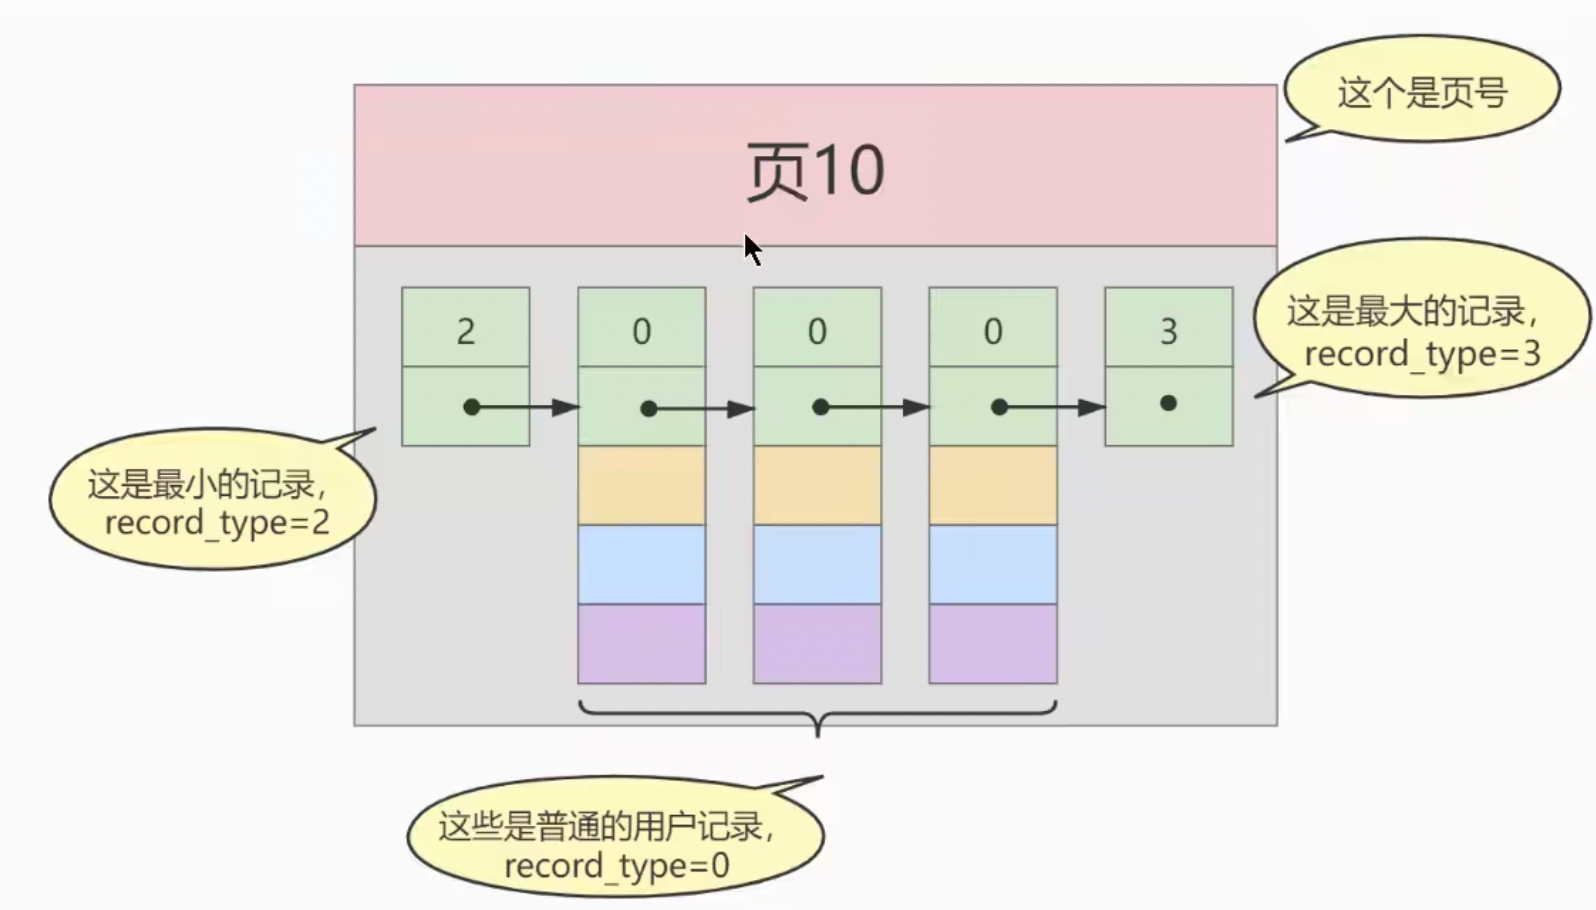 这个是页号
页10
2
0
0
0
3
这是最大的记录，
record_type=3
这是最小的记录，
record_type=2
这些是普通的用户记录，
record_type=0